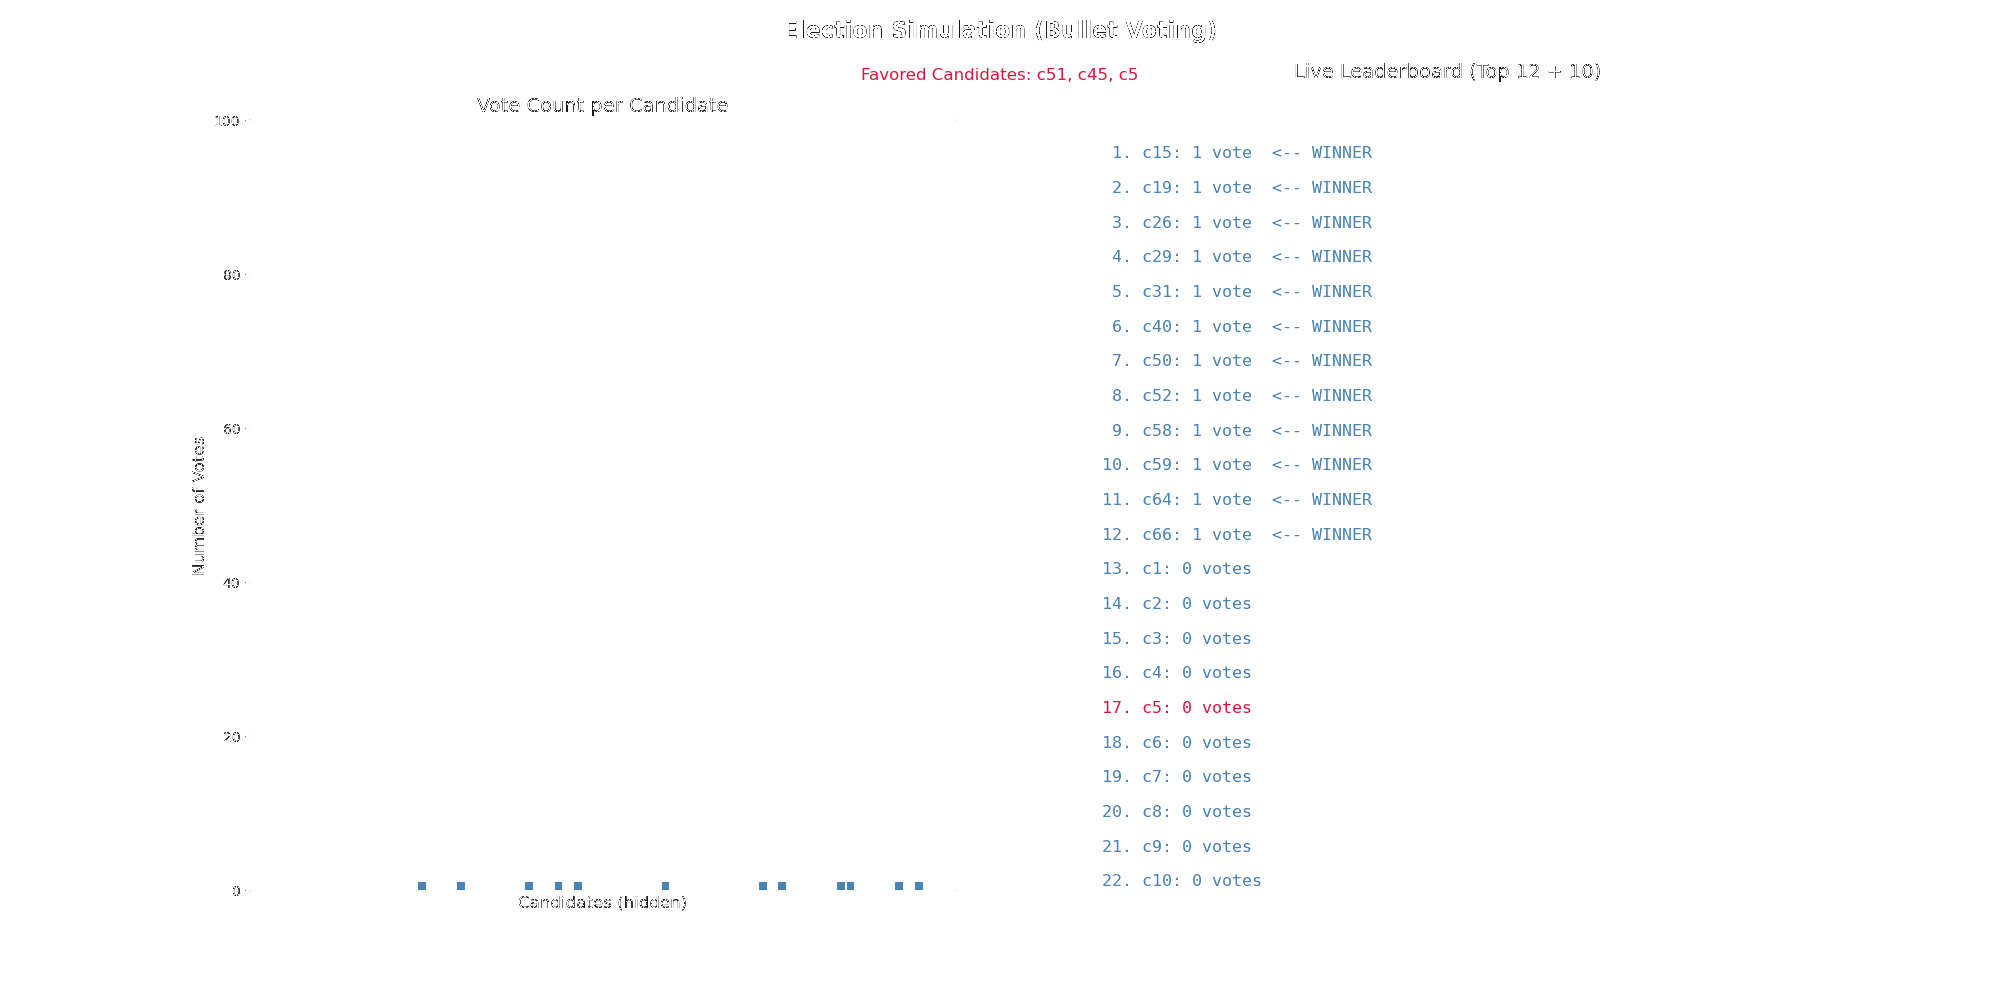 Election Simulation (Bullet Voting)
Favored Candidates: c51, c45, c5
Vote Count per Candidate
100
80
60
40
20
0
Number of Votes
Candidates (hidden)
Live Leaderboard (Top 12 + 10)
1. c15: 1 vote  <-- WINNER
2. c19: 1 vote  <-- WINNER
3. c26: 1 vote  <-- WINNER
4. c29: 1 vote  <-- WINNER
5. c31: 1 vote  <-- WINNER
6. c40: 1 vote  <-- WINNER
7. c50: 1 vote  <-- WINNER
8. c52: 1 vote  <-- WINNER
9. c58: 1 vote  <-- WINNER
10. c59: 1 vote  <-- WINNER
11. c64: 1 vote  <-- WINNER
12. c66: 1 vote  <-- WINNER
13. c1: 0 votes
14. c2: 0 votes
15. c3: 0 votes
16. c4: 0 votes
17. c5: 0 votes
18. c6: 0 votes
19. c7: 0 votes
20. c8: 0 votes
21. c9: 0 votes
22. c10: 0 votes